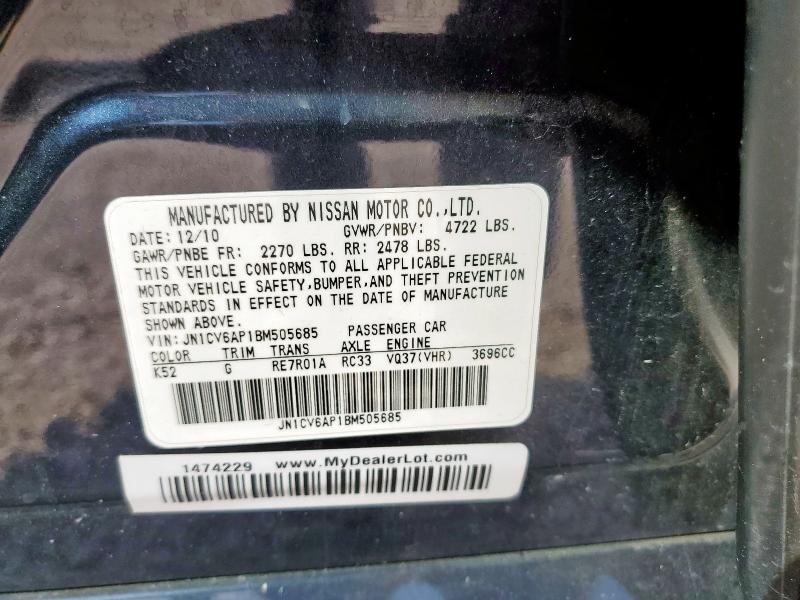 MANUFACTURED BY NISSAN MOTOR CO.,LTD.
DATE: 12/10 GVWR/PNBV: 4722 LBS.
GAWR/PNBE FR: 2270 LBS. RR: 2478 LBS.
THIS VEHICLE CONFORMS TO ALL APPLICABLE FEDERAL
MOTOR VEHICLE SAFETY,BUMPER,AND THEFT PREVENTION
STANDARDS IN EFFECT ON THE DATE OF MANUFACTURE
SHOWN ABOVE.
VIN: JN1CV6AP1BM505685 PASSENGER CAR
COLOR TRIM TRANS AXLE ENGINE
K52 G RE7R01A RC33 VQ37(VHR) 3696CC
JN1CV6AP1BM505685
1474229 www.MyDealerLot.com